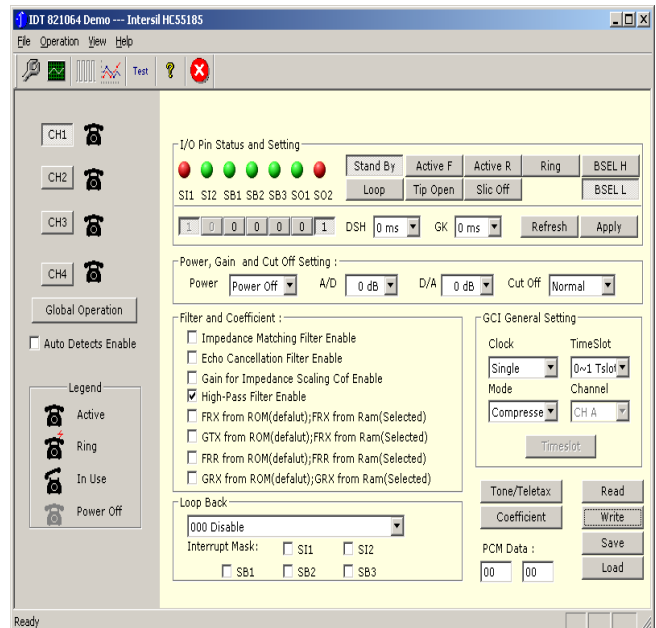 IDT 821064 Demo --- Intersil HC55185
File Operation View Help
Test
CH1
CH2
CH3
CH4
Global Operation
Auto Detects Enable
Legend
Active
Ring
In Use
Power Off
I/O Pin Status and Setting
Stand By Active F Active R Ring BSEL H
SI1 SI2 SB1 SB2 SB3 SO1 SO2 Loop Tip Open Slic Off BSEL L
1 0 0 0 0 0 1 DSH 0 ms GK 0 ms Refresh Apply
Power, Gain and Cut Off Setting :
Power Power Off A/D 0 dB D/A 0 dB Cut Off Normal
Filter and Coefficient :
Impedance Matching Filter Enable
Echo Cancellation Filter Enable
Gain for Impedance Scaling Cof Enable
High-Pass Filter Enable
FRX from ROM(defalut);FRX from Ram(Selected)
GTX from ROM(defalut);GTX from Ram(Selected)
FRR from ROM(defalut);FRR from Ram(Selected)
GRX from ROM(defalut);GRX from Ram(Selected)
GCI General Setting
Clock TimeSlot
Single 0~1 Tslot
Mode Channel
Compresse CH A
Timeslot
Loop Back
000 Disable
Interrupt Mask: SI1 SI2
SB1 SB2 SB3
Tone/Teletax Read
Coefficient Write
PCM Data : Save
00 00 Load
Ready